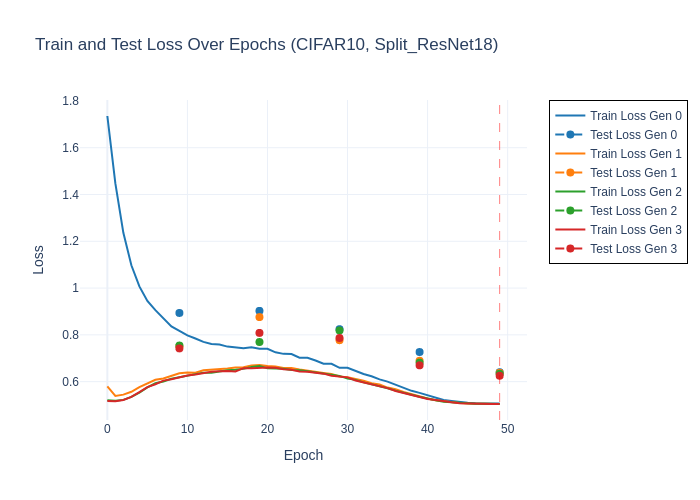 Train and Test Loss Over Epochs (CIFAR10, Split_ResNet18)
Loss
1.8
1.6
1.4
1.2
1
0.8
0.6
0
10
20
30
40
50
Epoch
Train Loss Gen 0
Test Loss Gen 0
Train Loss Gen 1
Test Loss Gen 1
Train Loss Gen 2
Test Loss Gen 2
Train Loss Gen 3
Test Loss Gen 3